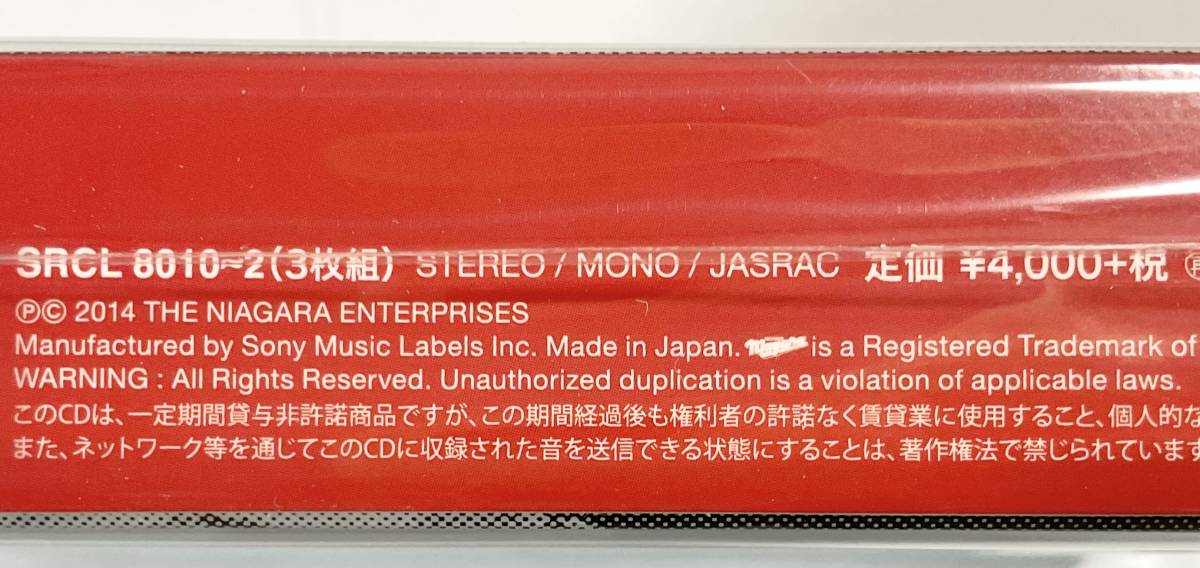 SRCL 8010~2(3枚組) STEREO / MONO / JASRAC 定価 ¥4,000+税 �

ⓅⒸ 2014 THE NIAGARA ENTERPRISES
Manufactured by Sony Music Labels Inc. Made in Japan. Niagara is a Registered Trademark of
WARNING : All Rights Reserved. Unauthorized duplication is a violation of applicable laws.
このCDは、一定期間貸与非許諾商品ですが、この期間経過後も権利者の許諾なく賃貸業に使用すること、個人的な
また、ネットワーク等を通じてこのCDに収録された音を送信できる状態にすることは、著作権法で禁じられています